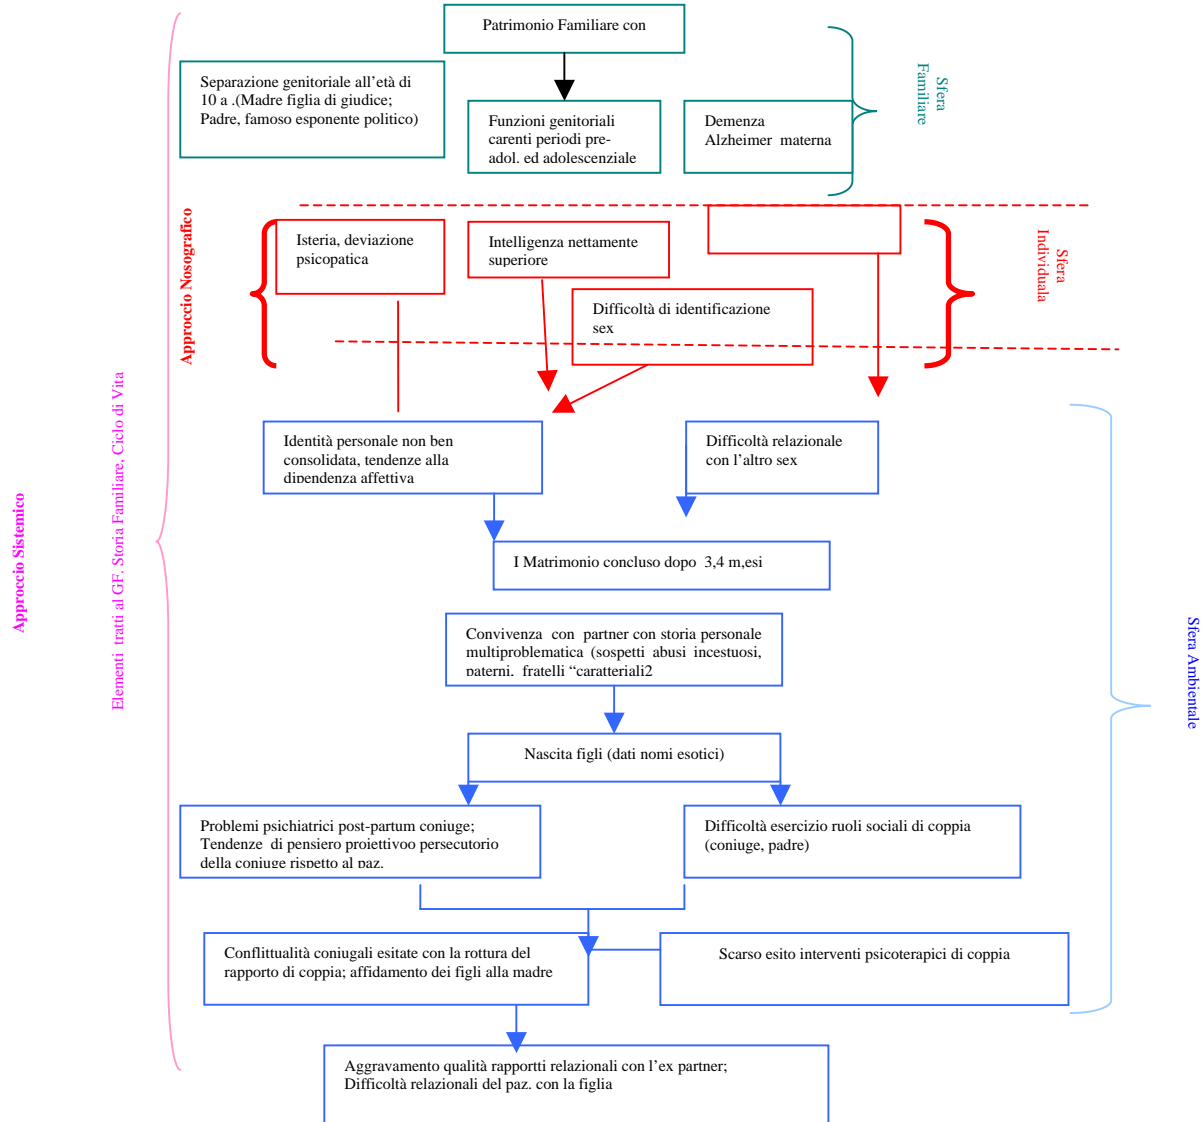 Patrimonio Familiare con
Separazione genitoriale all'età di
10 a .(Madre figlia di giudice;
Padre, famoso esponente politico)
Funzioni genitoriali
carenti periodi pre-
adol. ed adolescenziale
Demenza
Alzheimer materna
Sfera
Familiare
Approccio Nosografico
Isteria, deviazione
psicopatica
Intelligenza nettamente
superiore
Difficoltà di identificazione
sex
Sfera
Individuala
Approccio Sistemico
Elementi tratti al GF. Storia Familiare, Ciclo di Vita
Identità personale non ben
consolidata, tendenze alla
dipendenza affettiva
Difficoltà relazionale
con l'altro sex
I Matrimonio concluso dopo 3,4 m,esi
Convivenza con partner con storia personale
multiproblematica (sospetti abusi incestuosi,
paterni. fratelli “caratteriali2
Sfera Ambientale
Nascita figli (dati nomi esotici)
Problemi psichiatrici post-partum coniuge;
Tendenze di pensiero proiettivoo persecutorio
della coniuge rispetto al paz.
Difficoltà esercizio ruoli sociali di coppia
(coniuge, padre)
Conflittualità coniugali esitate con la rottura del
rapporto di coppia; affidamento dei figli alla madre
Scarso esito interventi psicoterapici di coppia
Aggravamento qualità rapportti relazionali con l'ex partner;
Difficoltà relazionali del paz. con la figlia